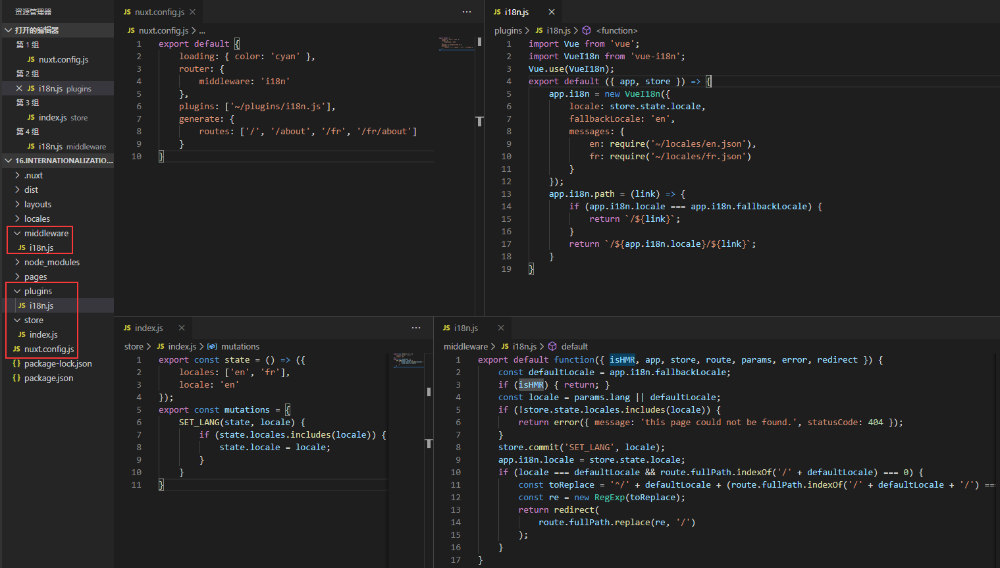 资源管理器
打开的编辑器
第 1 组
JS nuxt.config.js
第 2 组
JS i18n.js plugins
第 3 组
JS index.js store
第 4 组
JS i18n.js middleware
16.INTERNATIONALIZATIO...
.nuxt
dist
layouts
locales
middleware
JS i18n.js
node_modules
pages
plugins
JS i18n.js
store
JS index.js
JS nuxt.config.js
{} package-lock.json
{} package.json
JS nuxt.config.js
JS nuxt.config.js > ...
1 export default {
2 loading: { color: 'cyan' },
3 router: {
4 middleware: 'i18n'
5 },
6 plugins: ['~/plugins/i18n.js'],
7 generate: {
8 routes: ['/', '/about', '/fr', '/fr/about']
9 }
10 }
JS i18n.js
plugins > JS i18n.js > <function>
1 import Vue from 'vue';
2 import VueI18n from 'vue-i18n';
3 Vue.use(VueI18n);
4 export default ({ app, store }) => {
5 app.i18n = new VueI18n({
6 locale: store.state.locale,
7 fallbackLocale: 'en',
8 messages: {
9 en: require('~/locales/en.json'),
10 fr: require('~/locales/fr.json')
11 }
12 });
13 app.i18n.path = (link) => {
14 if (app.i18n.locale === app.i18n.fallbackLocale) {
15 return `/${link}`;
16 }
17 return `/${app.i18n.locale}/${link}`;
18 }
19 }
JS index.js
store > JS index.js > mutations
1 export const state = () => ({
2 locales: ['en', 'fr'],
3 locale: 'en'
4 });
5 export const mutations = {
6 SET_LANG(state, locale) {
7 if (state.locales.includes(locale)) {
8 state.locale = locale;
9 }
10 }
11 }
JS i18n.js
middleware > JS i18n.js > default
1 export default function({ isHMR, app, store, route, params, error, redirect }) {
2 const defaultLocale = app.i18n.fallbackLocale;
3 if (isHMR) { return; }
4 const locale = params.lang || defaultLocale;
5 if (!store.state.locales.includes(locale)) {
6 return error({ message: 'this page could not be found.', statusCode: 404 });
7 }
8 store.commit('SET_LANG', locale);
9 app.i18n.locale = store.state.locale;
10 if (locale === defaultLocale && route.fullPath.indexOf('/' + defaultLocale) === 0) {
11 const toReplace = '^/' + defaultLocale + (route.fullPath.indexOf('/' + defaultLocale + '/') ===
12 const re = new RegExp(toReplace);
13 return redirect(
14 route.fullPath.replace(re, '/')
15 );
16 }
17 }